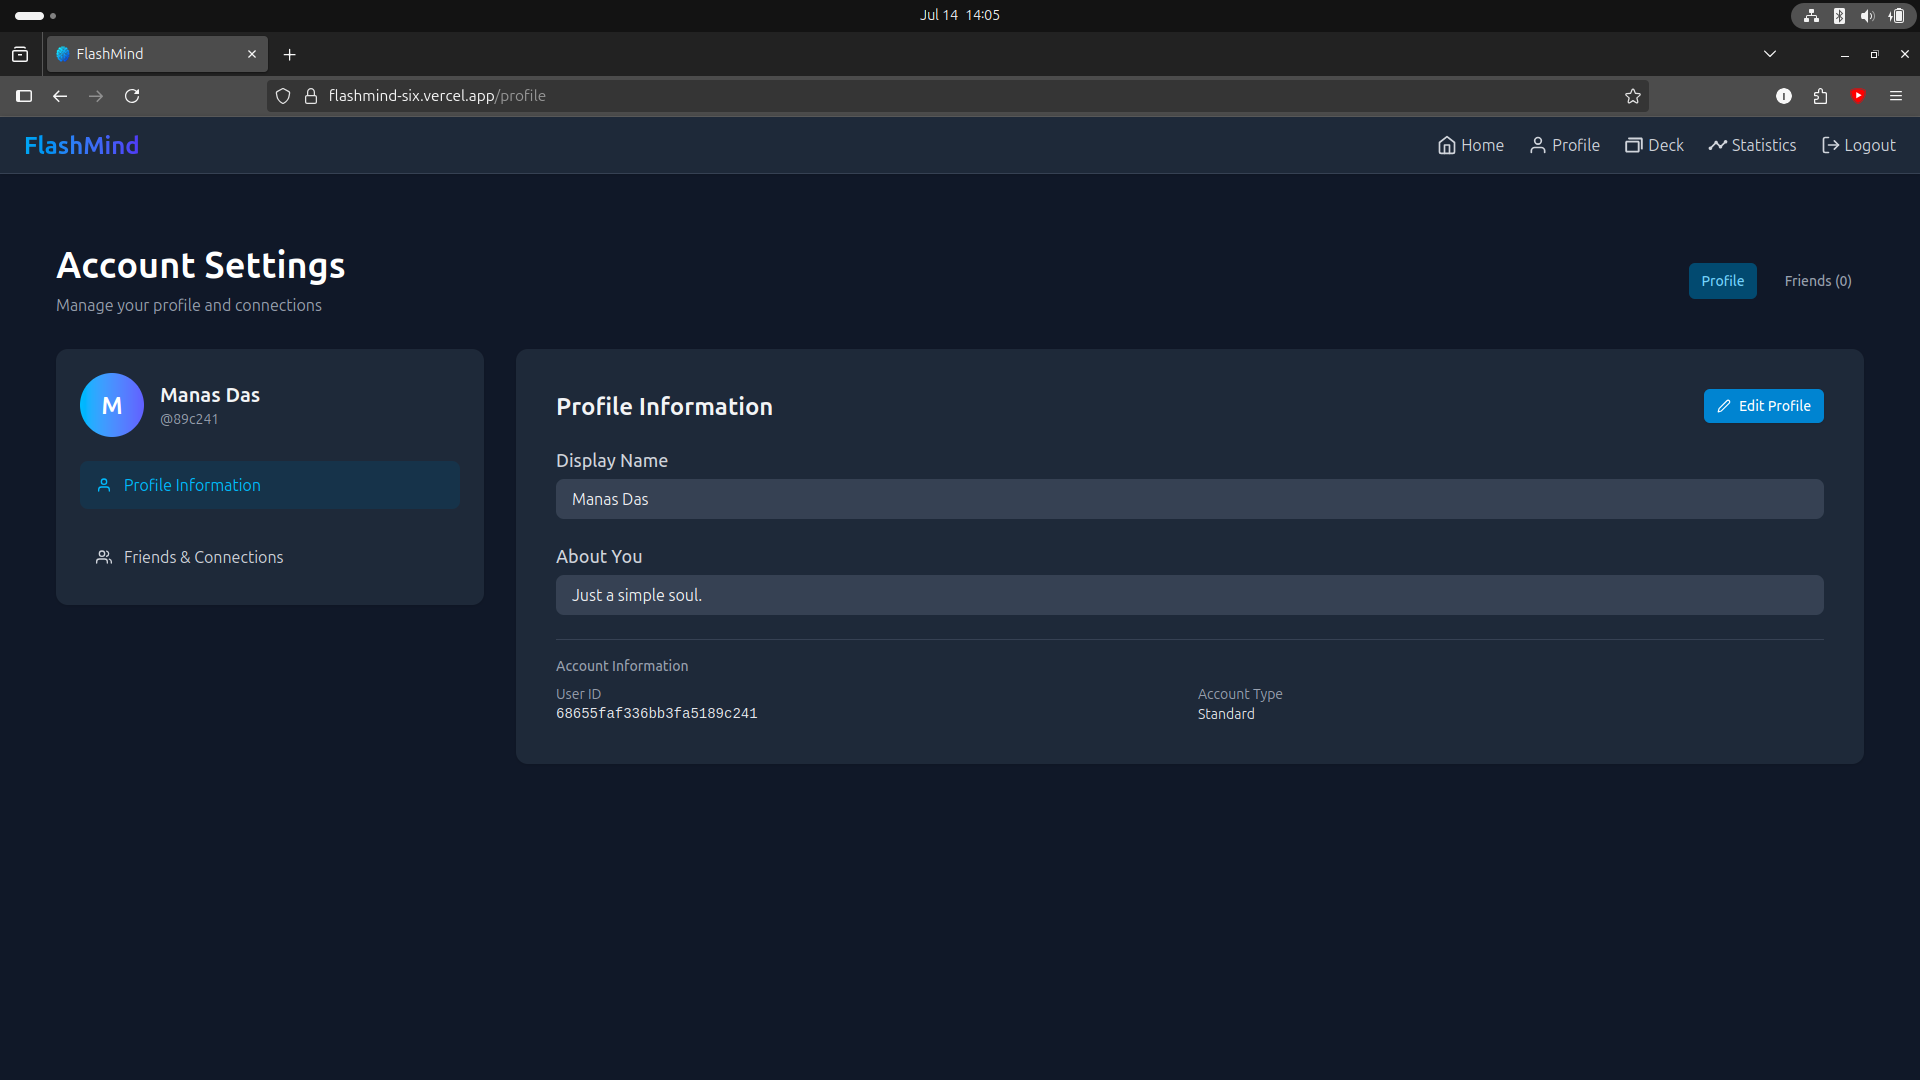 Jul 14 14:05
FlashMind
flashmind-six.vercel.app/profile
FlashMind
Home Profile Deck Statistics Logout
Account Settings
Manage your profile and connections
Profile Friends (0)
M
Manas Das
@89c241
Profile Information
Friends & Connections
Profile Information
Edit Profile
Display Name
Manas Das
About You
Just a simple soul.
Account Information
User ID
68655faf336bb3fa5189c241
Account Type
Standard